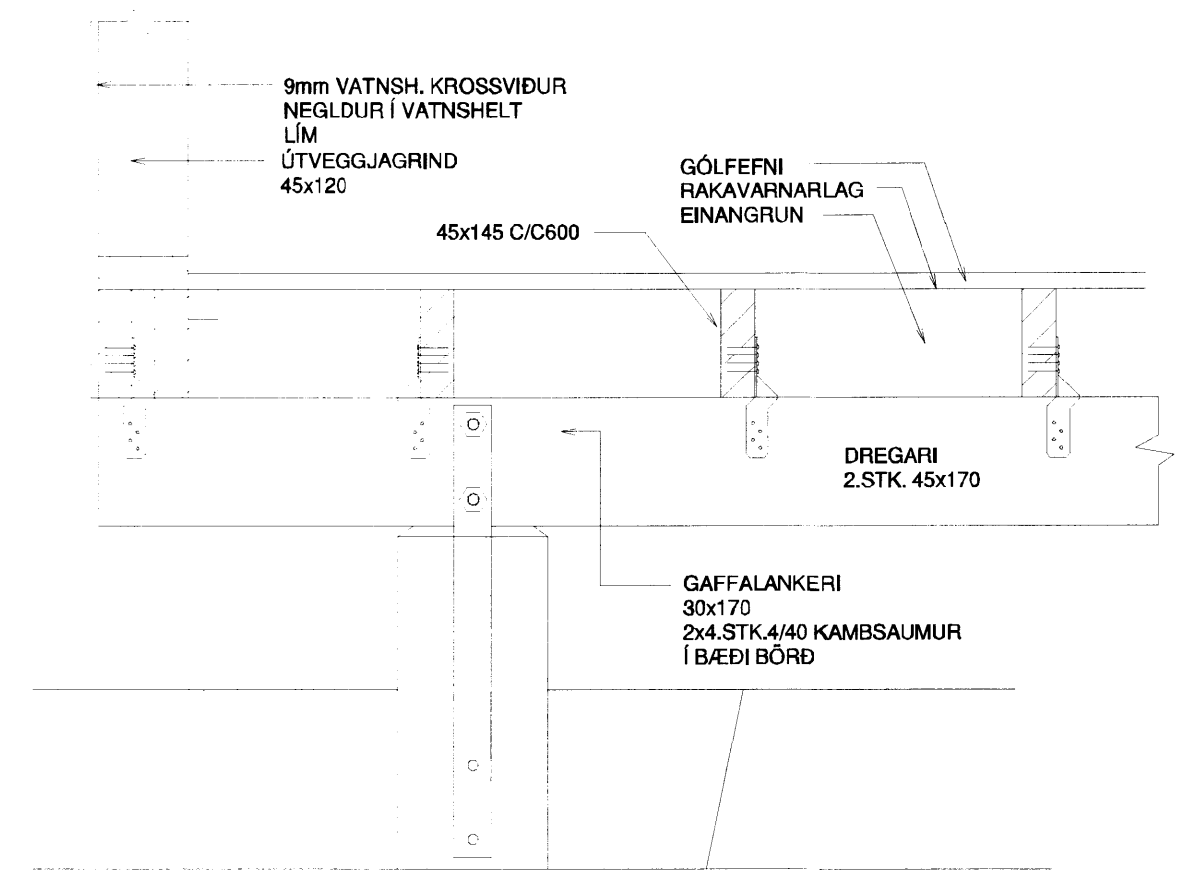 9mm VATNSH. KROSSVIÐUR
NEGLDUR Í VATNSHELT
LÍM
ÚTVEGGJAGRIND
45x120
GÓLFEFNI
RAKAVARNARLAG
EINANGRUN
45x145 C/C600
DREGARI
2.STK. 45x170
GAFFALANKERI
30x170
2x4.STK.4/40 KAMBSAUMUR
Í BÆÐI BÖRÐ